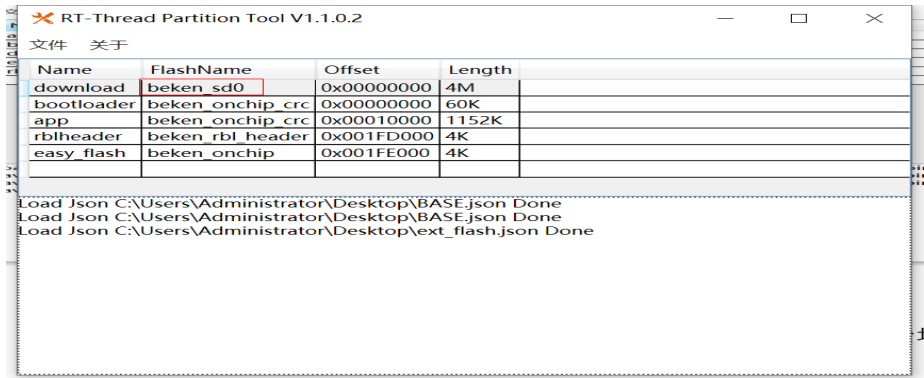 RT-Thread Partition Tool V1.1.0.2
文件 关于
Name FlashName Offset Length
download beken_sd0 0x00000000 4M
bootloader beken_onchip_crc 0x00000000 60K
app beken_onchip_crc 0x00010000 1152K
rblheader beken_rbl_header 0x001FD000 4K
easy_flash beken_onchip 0x001FE000 4K
Load Json C:\Users\Administrator\Desktop\BASE.json Done
Load Json C:\Users\Administrator\Desktop\BASE.json Done
Load Json C:\Users\Administrator\Desktop\ext_flash.json Done